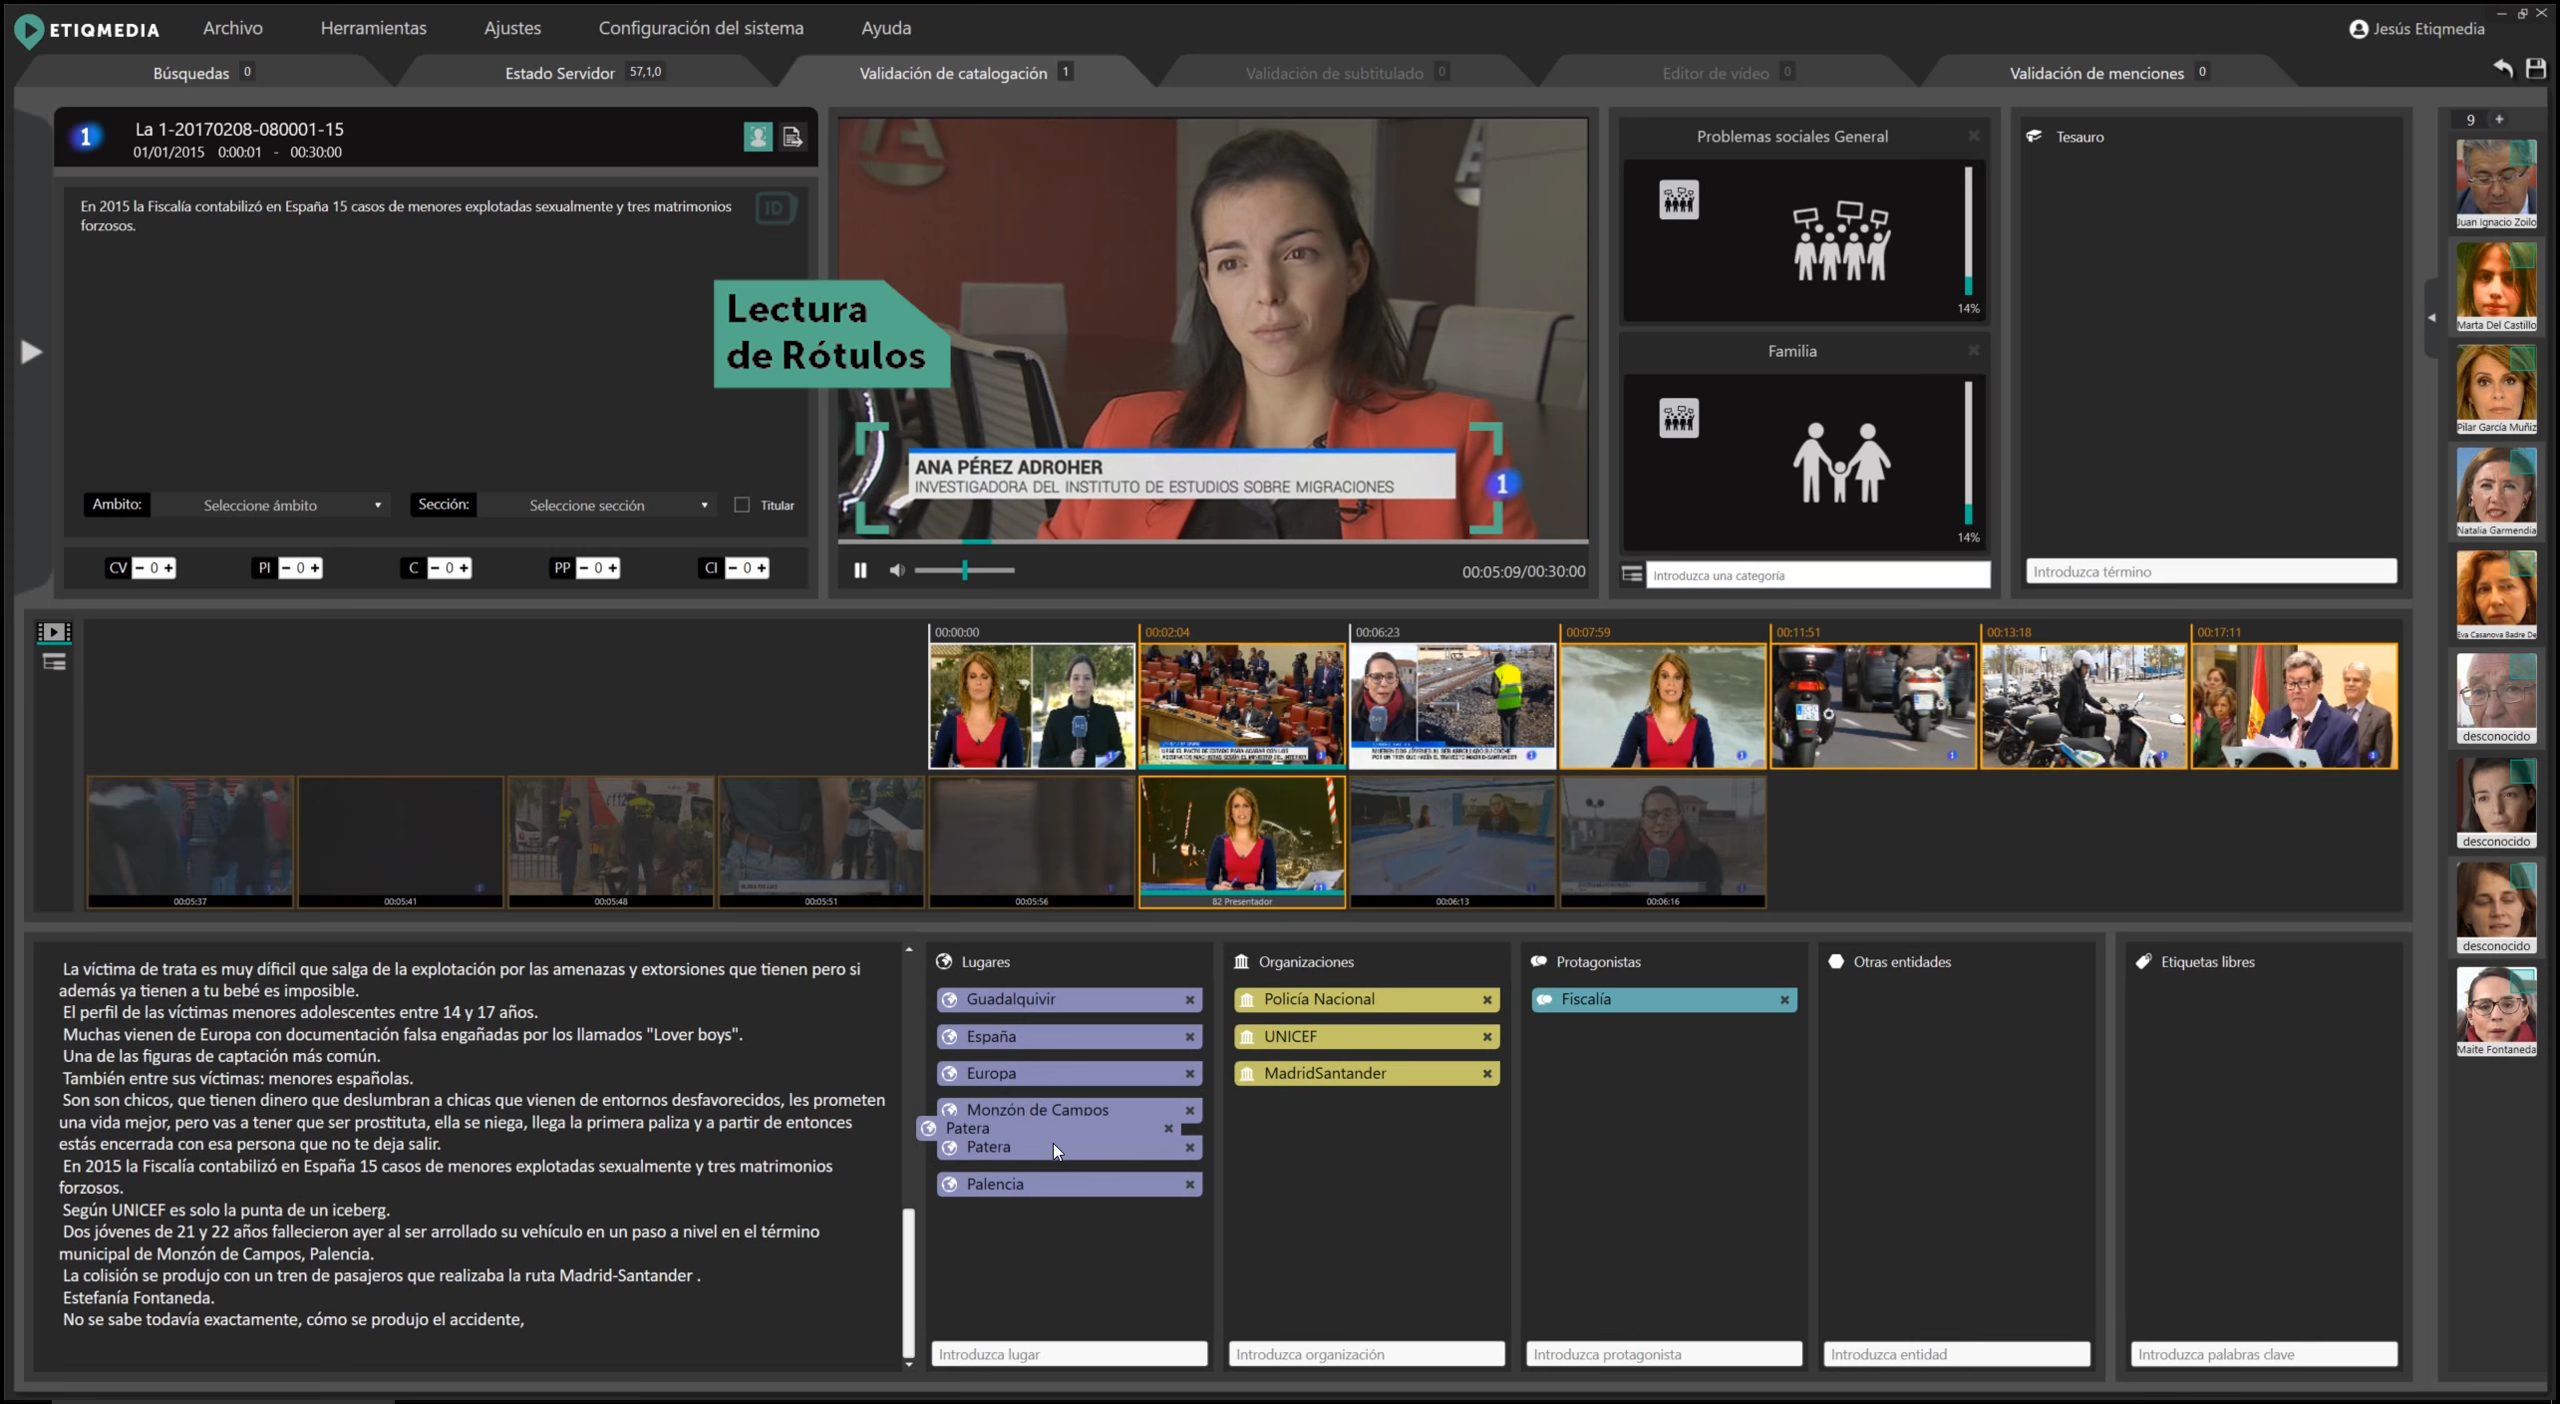 ETIQMEDIA
Archivo
Herramientas
Ajustes
Configuración del sistema
Ayuda
Jesús Etiqmedia
Búsquedas 0
Estado Servidor 57,1,0
Validación de catalogación 1
Validación de subtitulado 0
Editor de vídeo 0
Validación de menciones 0
1
La 1-20170208-080001-15
01/01/2015 0:00:01 - 00:30:00
En 2015 la Fiscalía contabilizó en España 15 casos de menores explotadas sexualmente y tres matrimonios
forzosos.
ID
Ambito: Seleccione ámbito
Sección: Seleccione sección
Titular
CV - 0 +
PI - 0 +
C - 0 +
PP - 0 +
CI - 0 +
Lectura
de Rótulos
ANA PÉREZ ADROHER
INVESTIGADORA DEL INSTITUTO DE ESTUDIOS SOBRE MIGRACIONES
1
00:05:09/00:30:00
Problemas sociales General
14%
Familia
14%
Introduzca una categoría
Tesauro
Introduzca término
9 +
Juan Ignacio Zoilo
Marta Del Castillo
Pilar García Muñiz
Natalia Garmendia
Eva Casanova Badre De
desconocido
desconocido
desconocido
Maite Fontaneda
00:00:00
00:02:04
00:06:23
00:07:59
00:11:51
00:13:18
00:17:11
00:05:37
00:05:41
00:05:48
00:05:51
00:05:56
82 Presentador
00:06:13
00:06:16
La víctima de trata es muy díficil que salga de la explotación por las amenazas y extorsiones que tienen pero si
además ya tienen a tu bebé es imposible.
El perfil de las víctimas menores adolescentes entre 14 y 17 años.
Muchas vienen de Europa con documentación falsa engañadas por los llamados "Lover boys".
Una de las figuras de captación más común.
También entre sus víctimas: menores españolas.
Son son chicos, que tienen dinero que deslumbran a chicas que vienen de entornos desfavorecidos, les prometen
una vida mejor, pero vas a tener que ser prostituta, ella se niega, llega la primera paliza y a partir de entonces
estás encerrada con esa persona que no te deja salir.
En 2015 la Fiscalía contabilizó en España 15 casos de menores explotadas sexualmente y tres matrimonios
forzosos.
Según UNICEF es solo la punta de un iceberg.
Dos jóvenes de 21 y 22 años fallecieron ayer al ser arrollado su vehículo en un paso a nivel en el término
municipal de Monzón de Campos, Palencia.
La colisión se produjo con un tren de pasajeros que realizaba la ruta Madrid-Santander .
Estefanía Fontaneda.
No se sabe todavía exactamente, cómo se produjo el accidente,
Lugares
Guadalquivir
España
Europa
Monzón de Campos
Patera
Patera
Palencia
Introduzca lugar
Organizaciones
Policía Nacional
UNICEF
MadridSantander
Introduzca organización
Protagonistas
Fiscalía
Introduzca protagonista
Otras entidades
Introduzca entidad
Etiquetas libres
Introduzca palabras clave